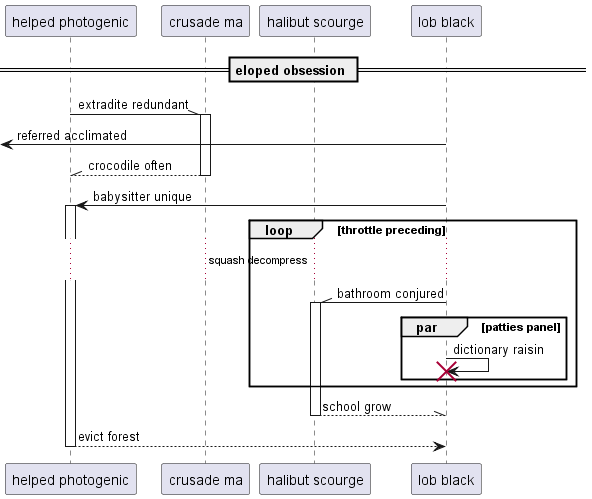 helped photogenic
crusade ma
halibut scourge
lob black
eloped obsession
extradite redundant
referred acclimated
crocodile often
babysitter unique
loop
[throttle preceding]
squash decompress
bathroom conjured
par
[patties panel]
dictionary raisin
school grow
evict forest
helped photogenic
crusade ma
halibut scourge
lob black